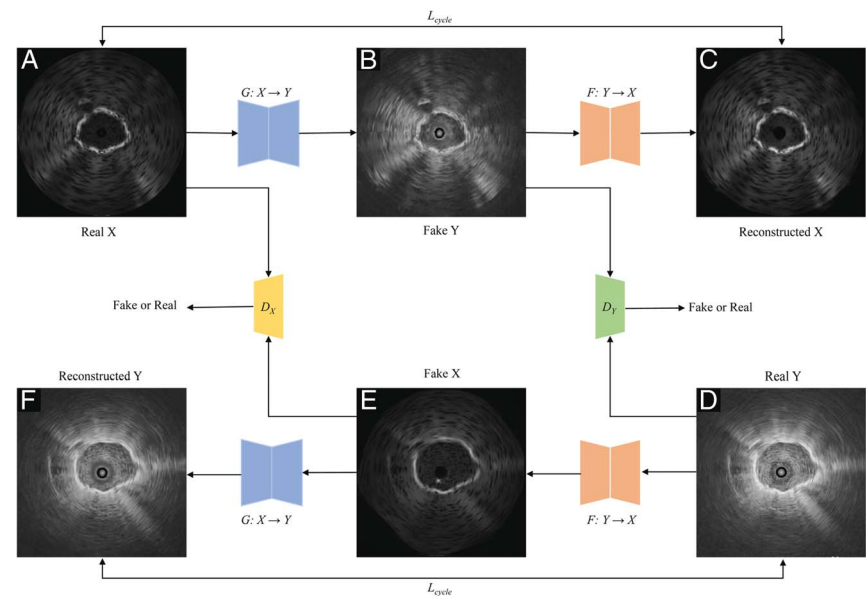 L_cycle
A
B
C
G: X → Y
F: Y → X
Real X
Fake Y
Reconstructed X
Fake or Real
D_X
D_Y
Fake or Real
Reconstructed Y
Fake X
Real Y
F
E
D
G: X → Y
F: Y → X
L_cycle